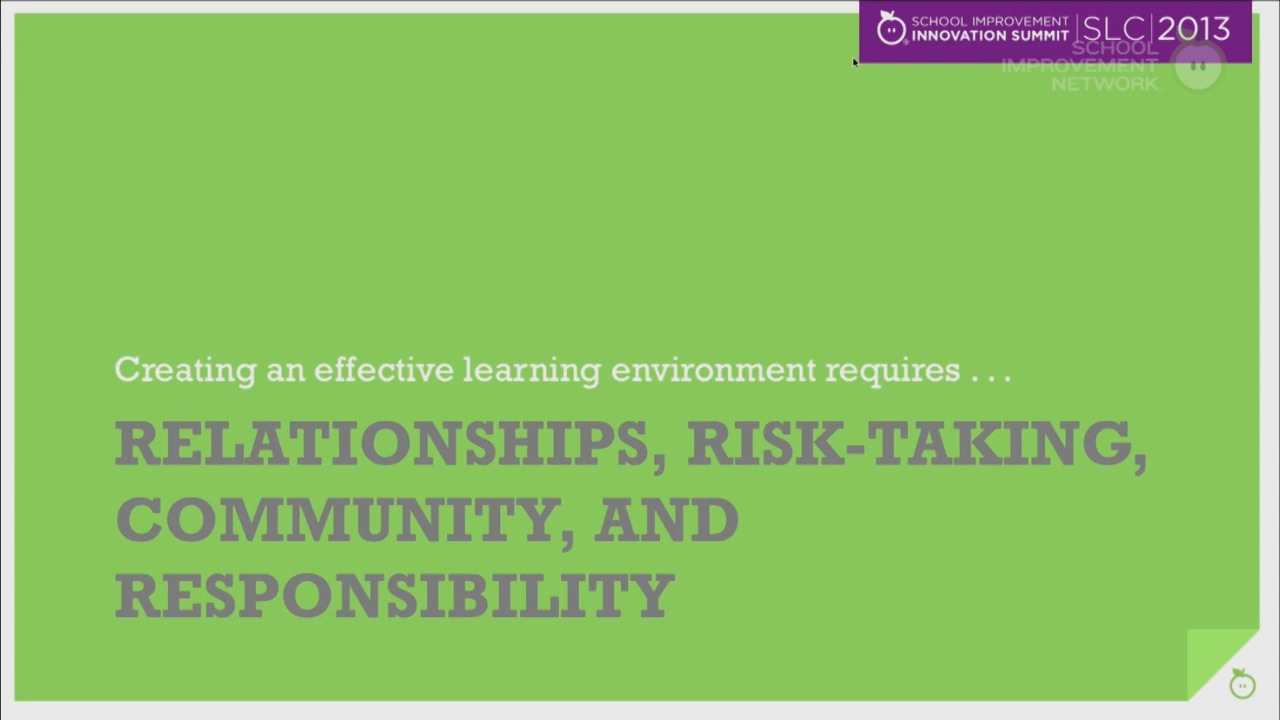 SCHOOL IMPROVEMENT
INNOVATION SUMMIT
SLC
2013
SCHOOL
IMPROVEMENT
NETWORK
Creating an effective learning environment requires . . .
RELATIONSHIPS, RISK-TAKING,
COMMUNITY, AND
RESPONSIBILITY